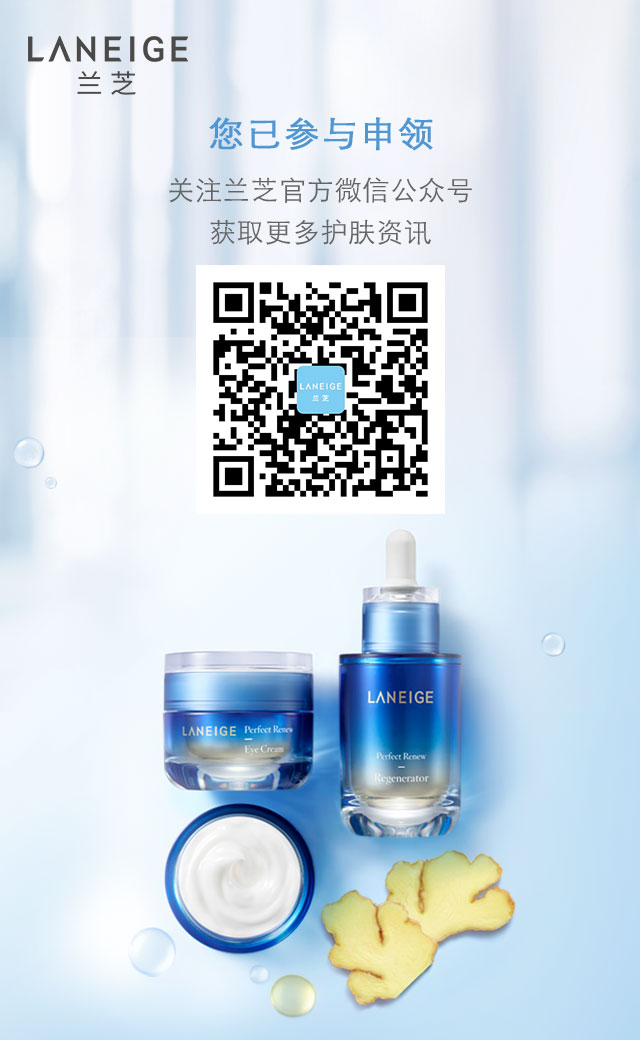 LANEIGE
兰芝
您已参与申领
关注兰芝官方微信公众号
获取更多护肤资讯
LANEIGE
兰芝
LANEIGE
Perfect Renew
Regenerator
LANEIGE Perfect Renew
Eye Cream